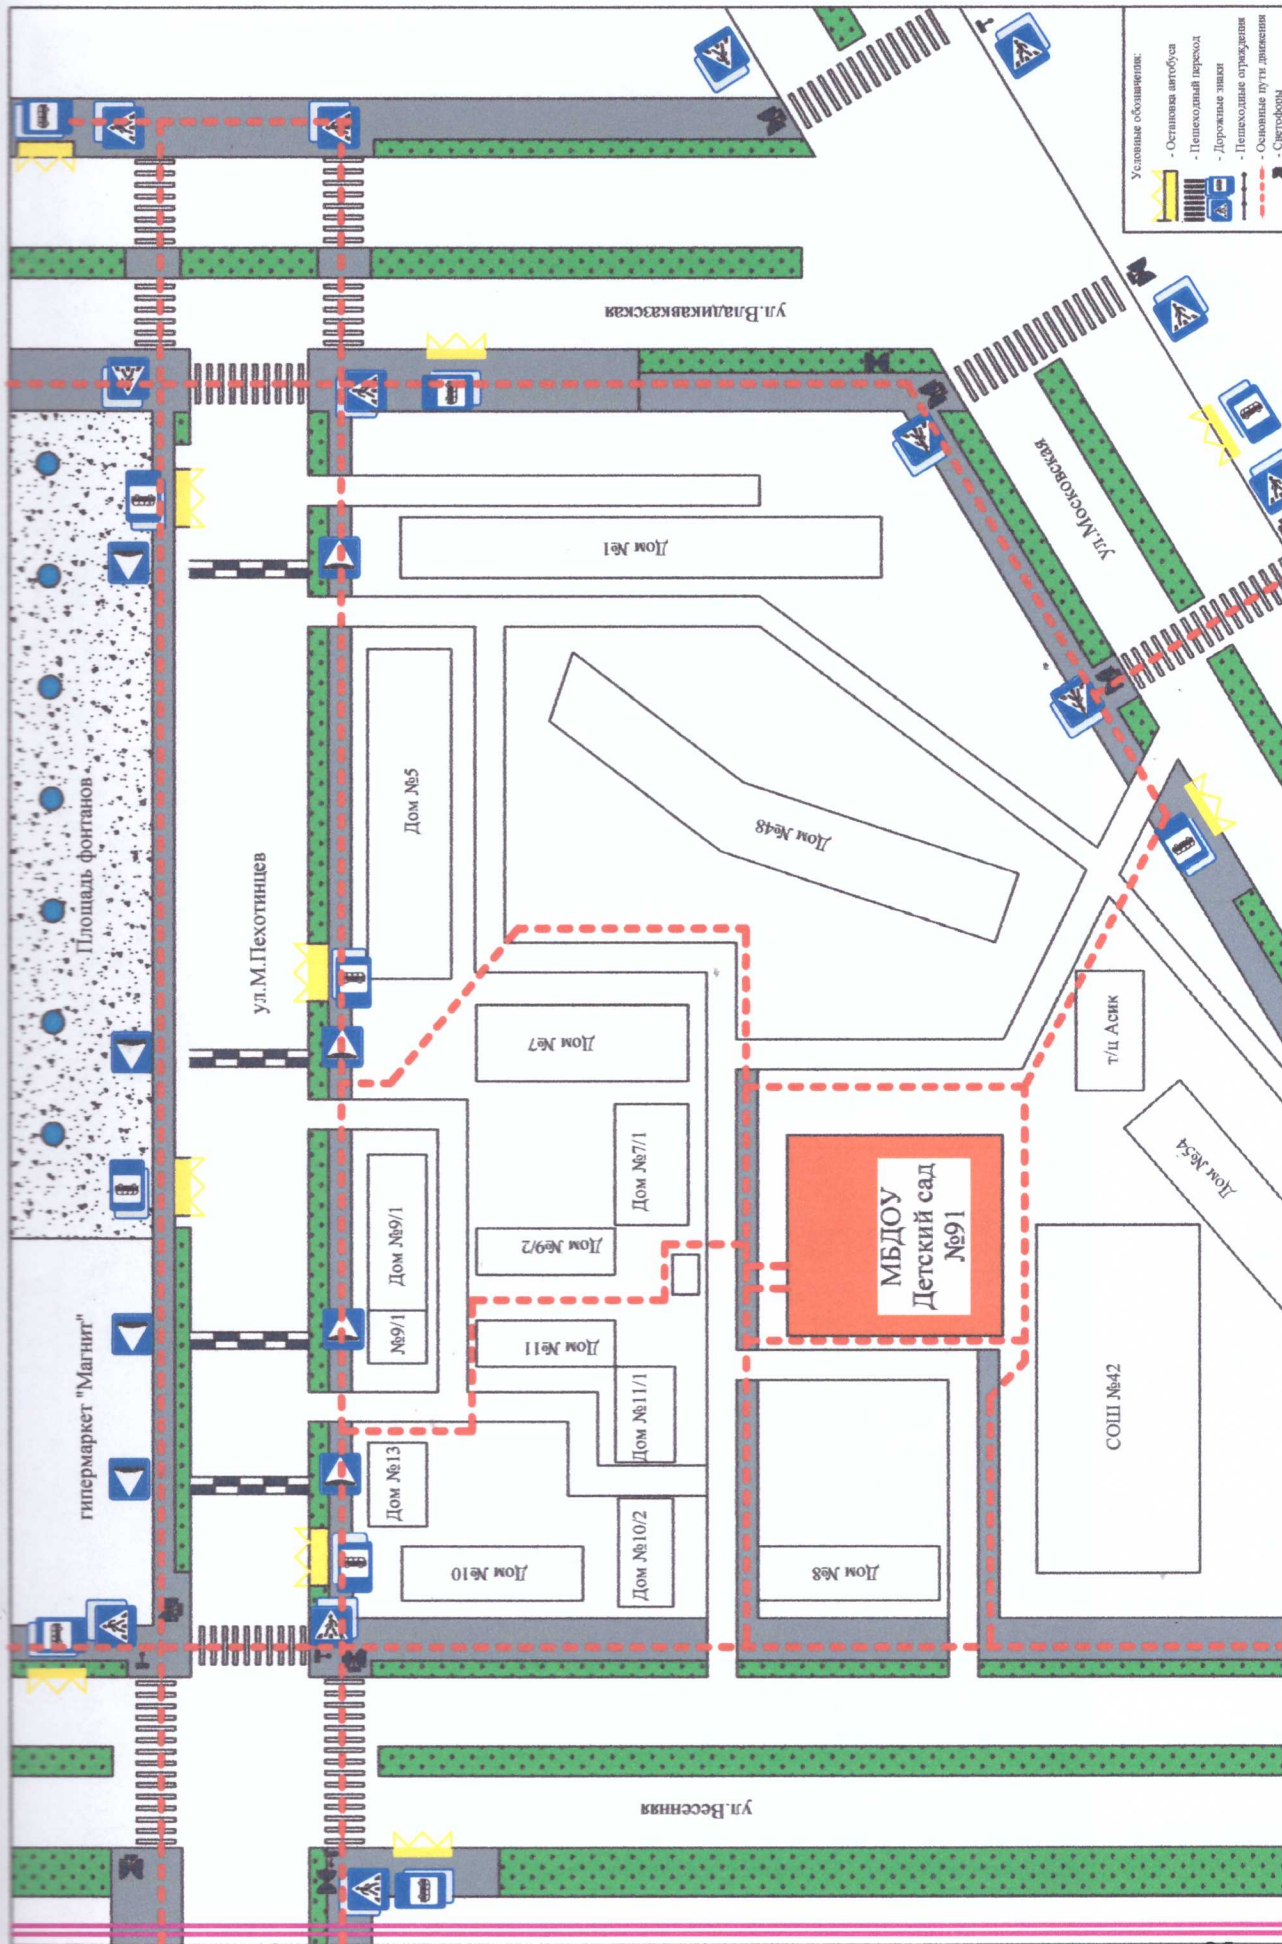 Площадь фонтанов
гипермаркет "Магнит"
ул.М.Пехотинцев
ул.Владикавказская
ул.Московская
ул.Весенняя
Дом №1
Дом №5
Дом №48
Дом №7
Дом №7/1
Дом №9/1
№9/1
Дом №9/2
Дом №11
Дом №11/1
Дом №13
Дом №10
Дом №10/2
Дом №8
МБДОУ
Детский сад
№91
т/ц Асик
Дом №54
СОШ №42
Условные обозначения:
- Остановка автобуса
- Пешеходный переход
- Дорожные знаки
- Пешеходные ограждения
- Основные пути движения
- Светофоры